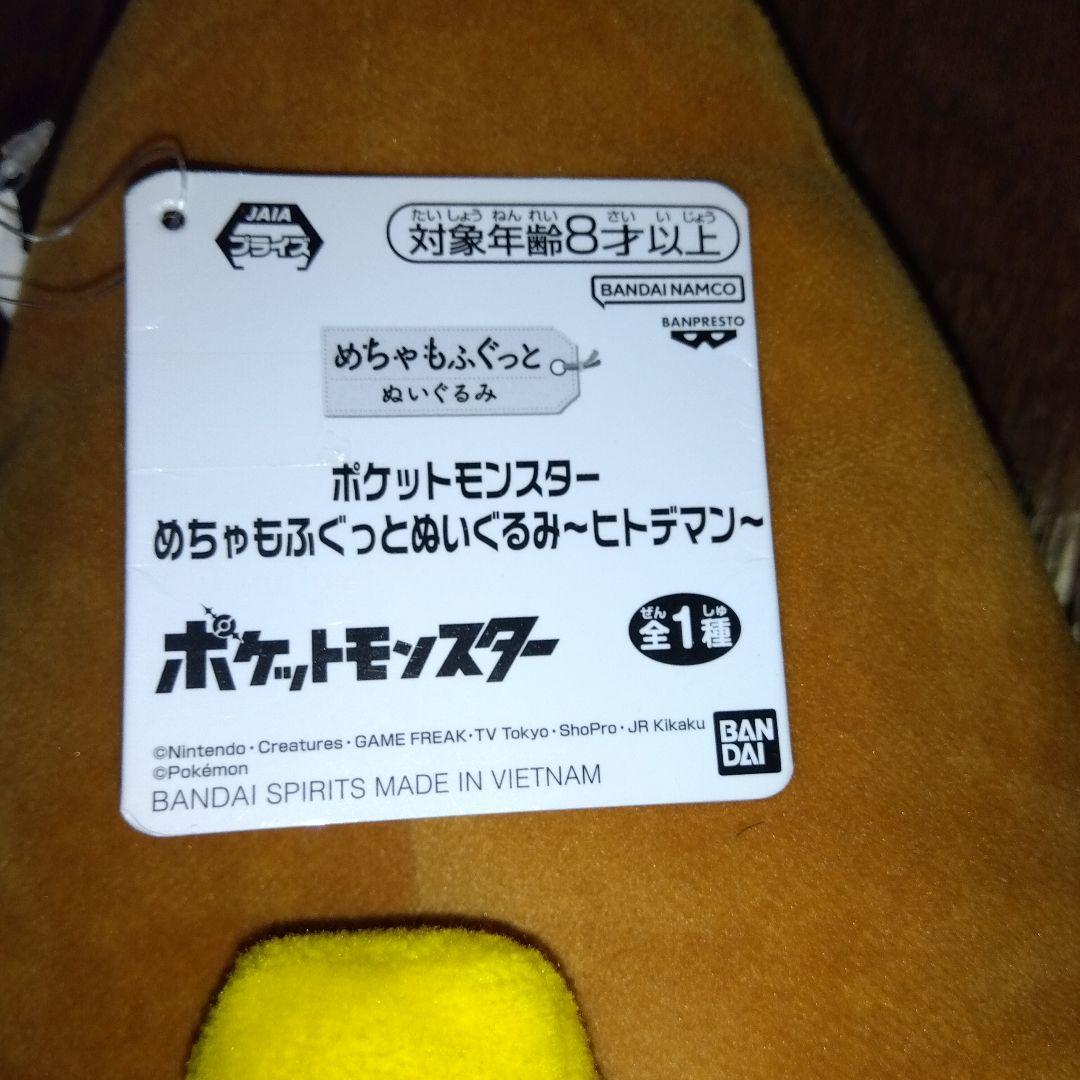 JAIA
プライズ
たいしょうねんれい さい いじょう
対象年齢8才以上
BANDAI NAMCO
BANPRESTO
めちゃもふぐっと
ぬいぐるみ
ポケットモンスター
めちゃもふぐっとぬいぐるみ~ヒトデマン~
ポケットモンスター
ぜん しゅ
全1種
©Nintendo・Creatures・GAME FREAK・TV Tokyo・ShoPro・JR Kikaku
©Pokémon
BANDAI SPIRITS MADE IN VIETNAM
BAN
DAI